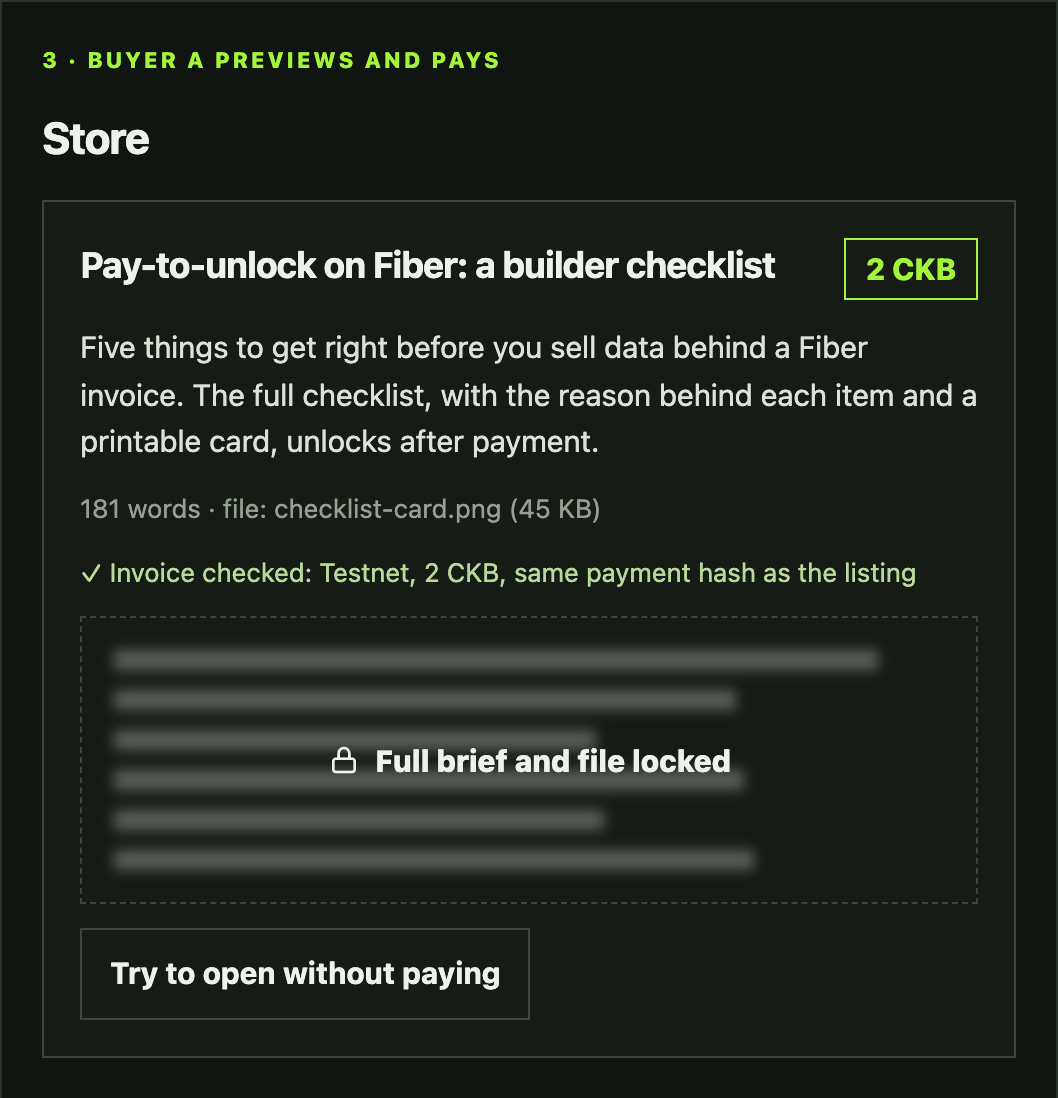 3 · BUYER A PREVIEWS AND PAYS
Store
Pay-to-unlock on Fiber: a builder checklist
2 CKB
Five things to get right before you sell data behind a Fiber
invoice. The full checklist, with the reason behind each item and a
printable card, unlocks after payment.
181 words · file: checklist-card.png (45 KB)
✓ Invoice checked: Testnet, 2 CKB, same payment hash as the listing
Full brief and file locked
Try to open without paying